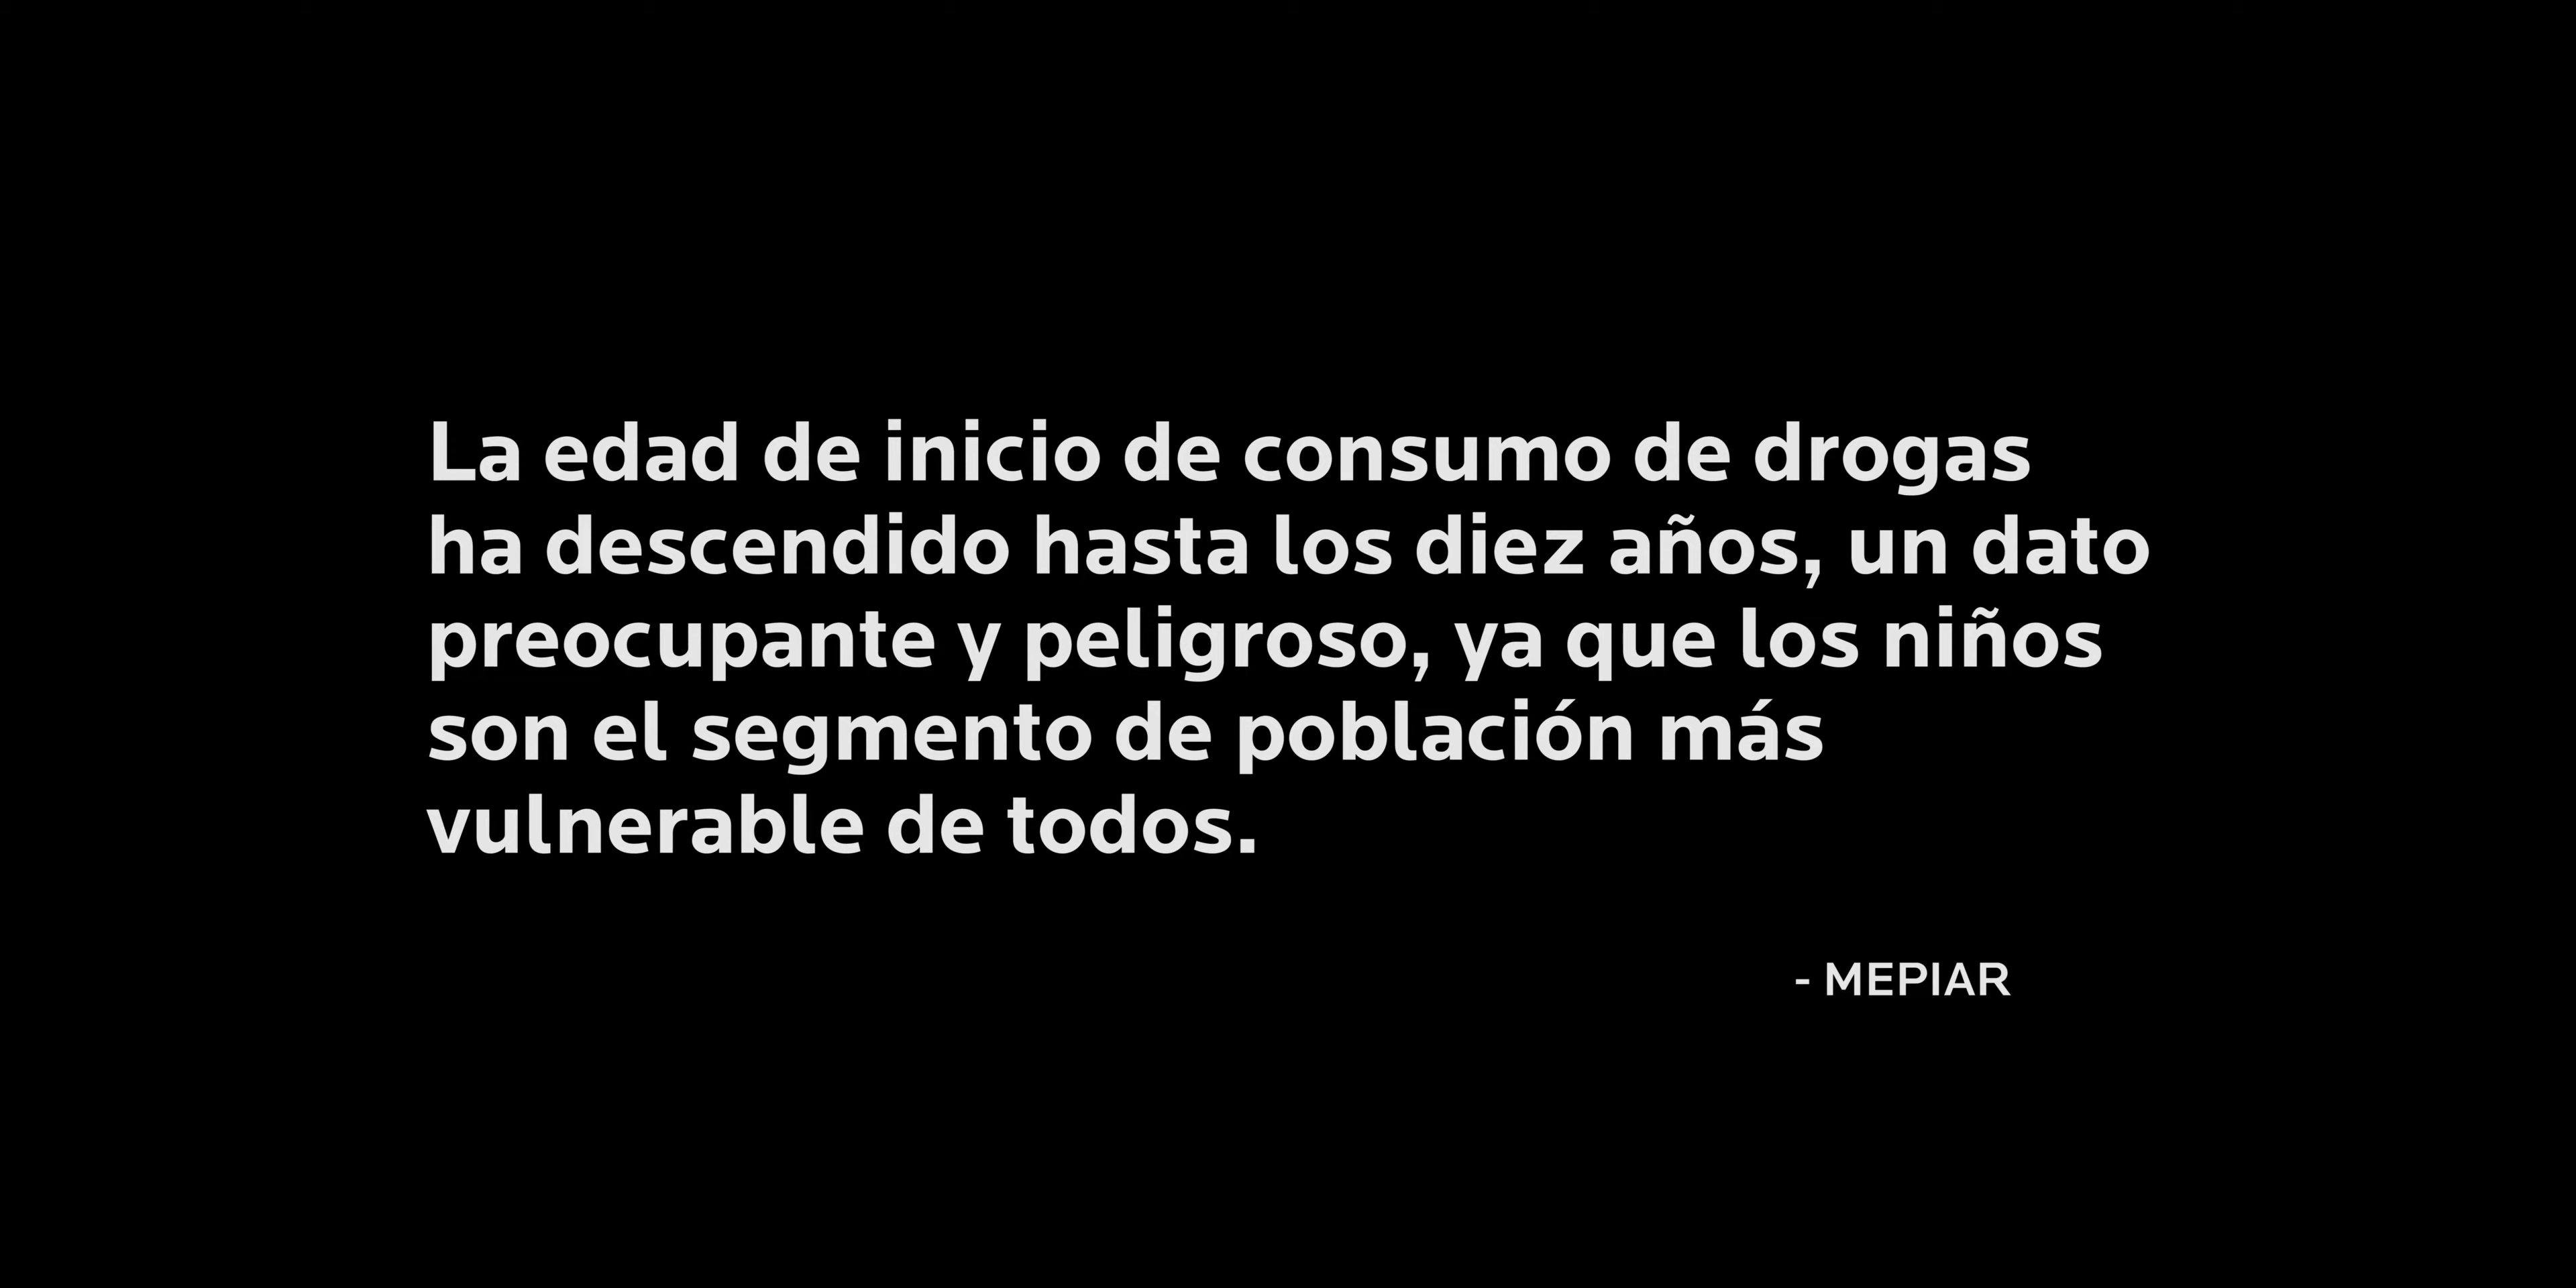 La edad de inicio de consumo de drogas
ha descendido hasta los diez años, un dato
preocupante y peligroso, ya que los niños
son el segmento de población más
vulnerable de todos.
- MEPIAR